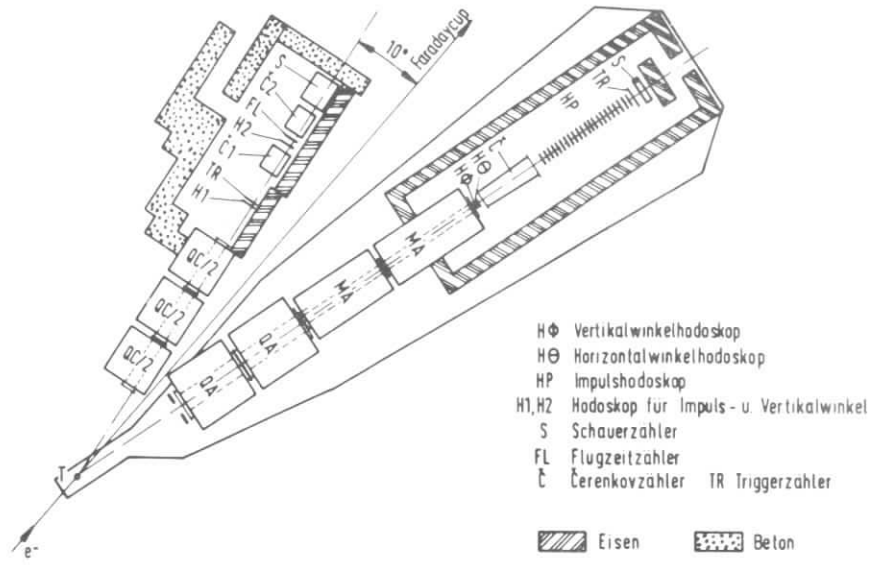 S
Č2
FL
H2
C1
TR
H1
10°
Faradaycup
S
TR
HP
Č
HΘ
HΦ
MA
MA
QA
QA
QC/2
QC/2
QC/2
T
e-
HΦ Vertikalwinkelhodoskop
HΘ Horizontalwinkelhodoskop
HP Impulshodoskop
H1,H2 Hodoskop für Impuls- u. Vertikalwinkel
S Schauerzähler
FL Flugzeitzähler
Č Čerenkovzähler TR Triggerzähler
Eisen Beton